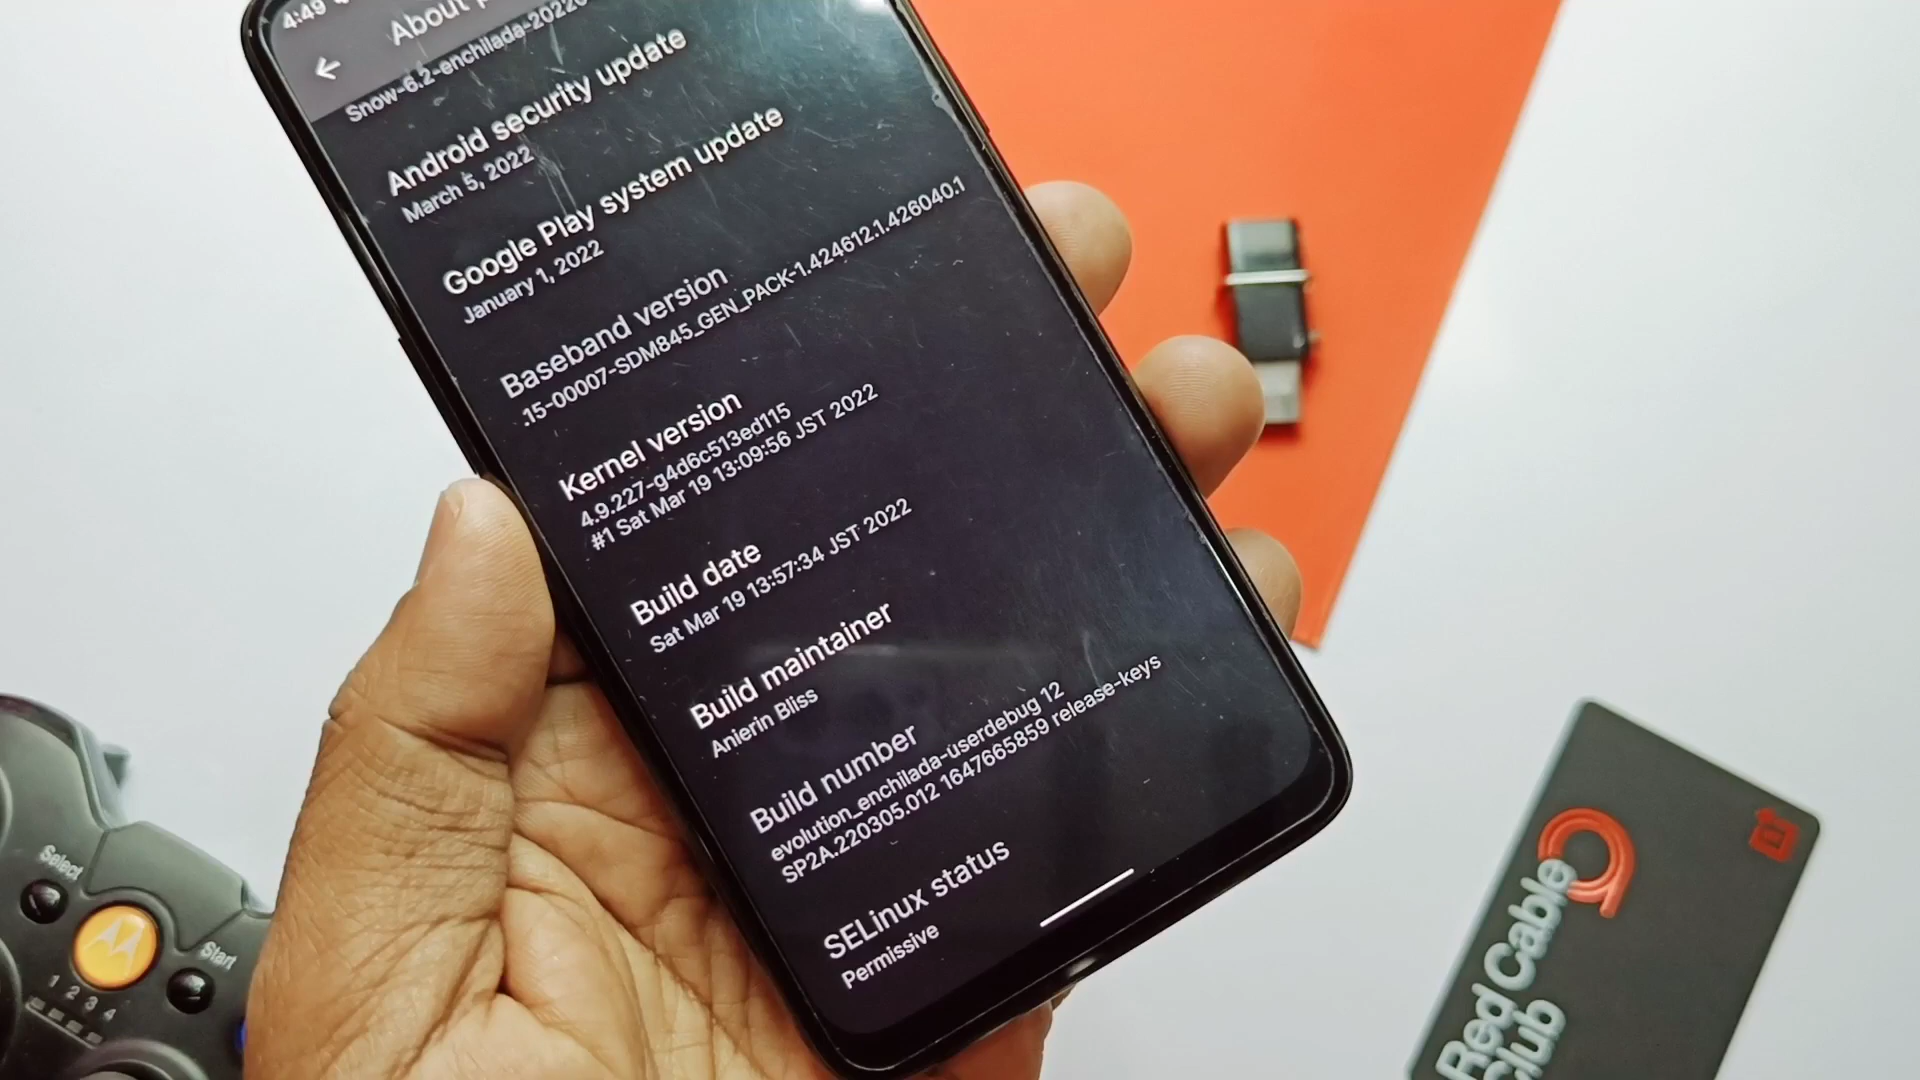 4:49
About
Snow-6.2-enchilada-2022
Android security update
March 5, 2022
Google Play system update
January 1, 2022
Baseband version
.15-00007-SDM845_GEN_PACK-1.424612.1.426040.1
Kernel version
4.9.227-g4d6c513ed115
#1 Sat Mar 19 13:09:56 JST 2022
Build date
Sat Mar 19 13:57:34 JST 2022
Build maintainer
Anierin Bliss
Build number
evolution_enchilada-userdebug 12
SP2A.220305.012 1647665859 release-keys
SELinux status
Permissive
Select
Start
1 2 3 4
Red Cable
Club